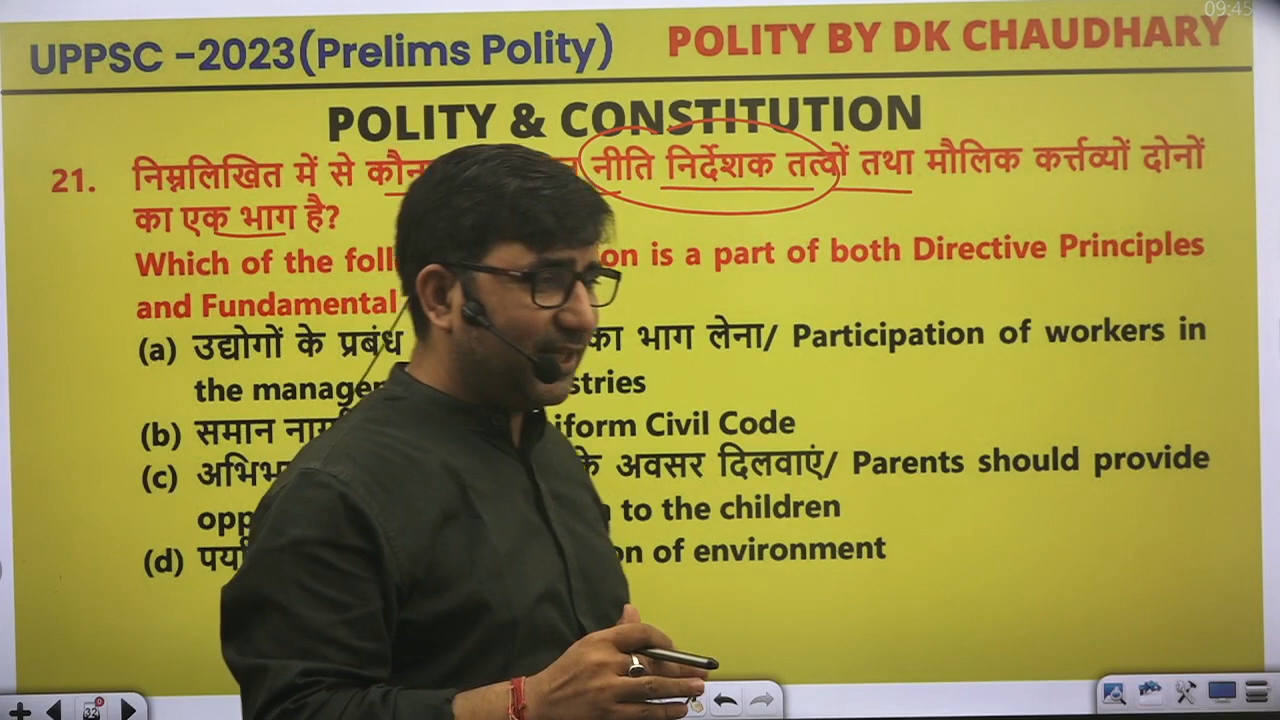 09:45
UPPSC -2023(Prelims Polity) POLITY BY DK CHAUDHARY
POLITY & CONSTITUTION
21. निम्नलिखित में से कौन नीति निर्देशक तत्वों तथा मौलिक कर्त्तव्यों दोनों
का एक भाग है?
Which of the foll on is a part of both Directive Principles
and Fundamental
(a) उद्योगों के प्रबंध का भाग लेना/ Participation of workers in
the manager stries
(b) समान नाग iform Civil Code
(c) अभिभ के अवसर दिलवाएं/ Parents should provide
opp to the children
(d) पर्य on of environment
32